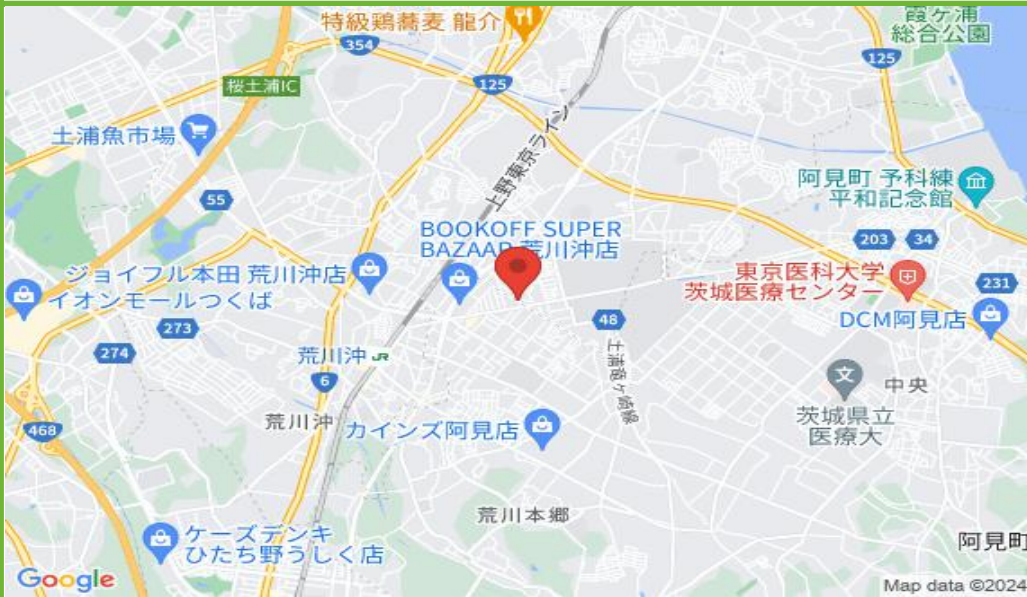 特級鶏蕎麦 龍介
霞ケ浦
総合公園
354
125
125
桜土浦IC
土浦魚市場
上野東京ライン
阿見町 予科練
平和記念館
55
BOOKOFF SUPER
BAZAAR 荒川沖店
203
34
ジョイフル本田 荒川沖店
イオンモールつくば
東京医科大学
茨城医療センター
231
DCM阿見店
273
48
274
荒川沖 JR
土浦竜ケ崎線
6
中央
茨城県立
医療大
468
荒川沖
カインズ阿見店
荒川本郷
ケーズデンキ
ひたち野うしく店
阿見町
Google
Map data ©2024